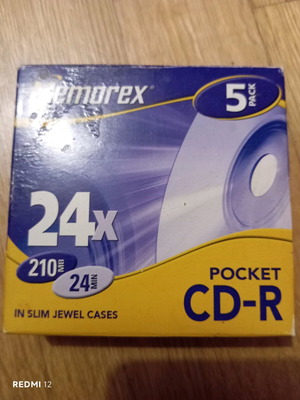 Memorex®
5 PACK
24x
210 MB
24 MIN
POCKET
CD-R
IN SLIM JEWEL CASES
REDMI 12